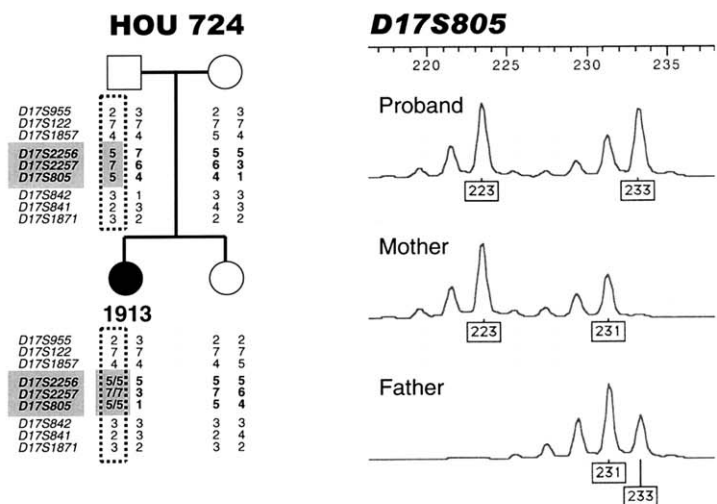 HOU 724
D17S955 2 3 2 3
D17S122 7 7 7 7
D17S1857 4 4 5 4
D17S2256 5 7 5 5
D17S2257 7 6 6 3
D17S805 5 4 4 1
D17S842 3 1 3 3
D17S841 2 3 4 3
D17S1871 3 2 2 2
1913
D17S955 2 3 2 2
D17S122 7 7 7 7
D17S1857 4 4 4 5
D17S2256 5/5 5 5 5
D17S2257 7/7 3 7 6
D17S805 5/5 1 5 4
D17S842 3 3 3 3
D17S841 2 3 2 4
D17S1871 3 2 3 2
D17S805
220 225 230 235
Proband
223 233
Mother
223 231
Father
231
233